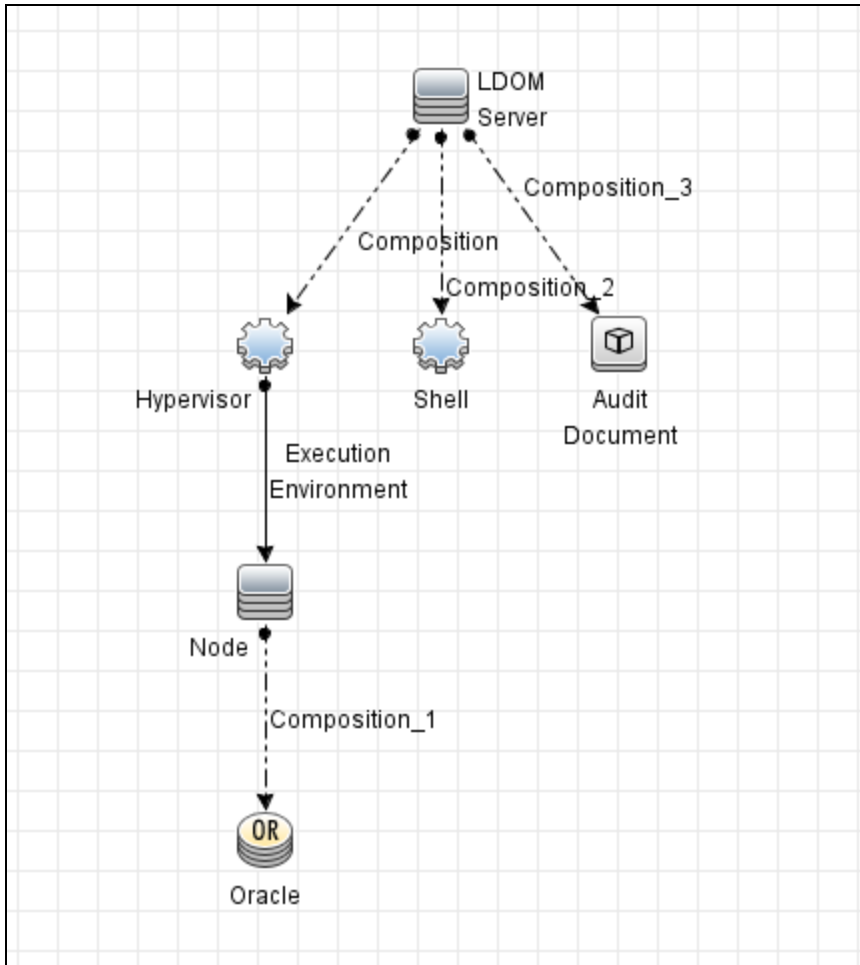 LDOM
Server
Composition_3
Composition
Composition_2
Hypervisor
Shell
Audit
Document
Execution
Environment
Node
Composition_1
OR
Oracle